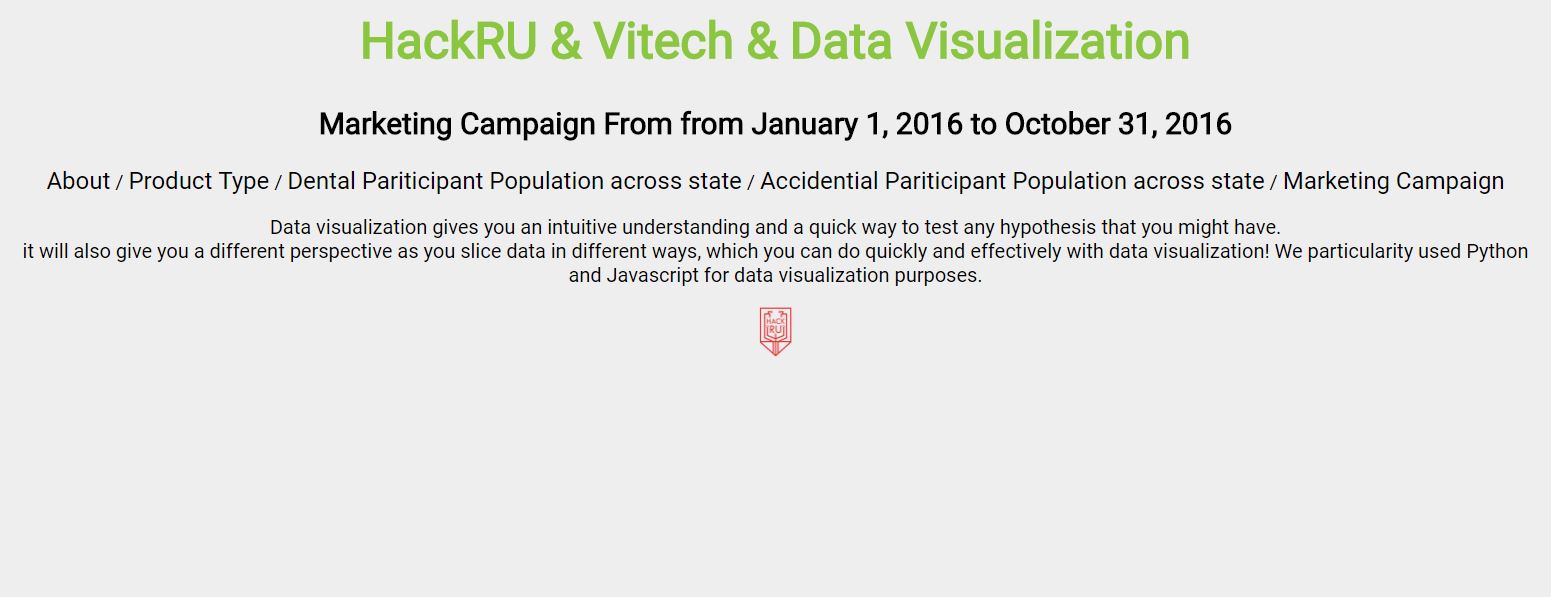 HackRU & Vitech & Data Visualization
Marketing Campaign From from January 1, 2016 to October 31, 2016
About / Product Type / Dental Pariticipant Population across state / Accidential Pariticipant Population across state / Marketing Campaign
Data visualization gives you an intuitive understanding and a quick way to test any hypothesis that you might have.
it will also give you a different perspective as you slice data in different ways, which you can do quickly and effectively with data visualization! We particularity used Python
and Javascript for data visualization purposes.
HACK
RU